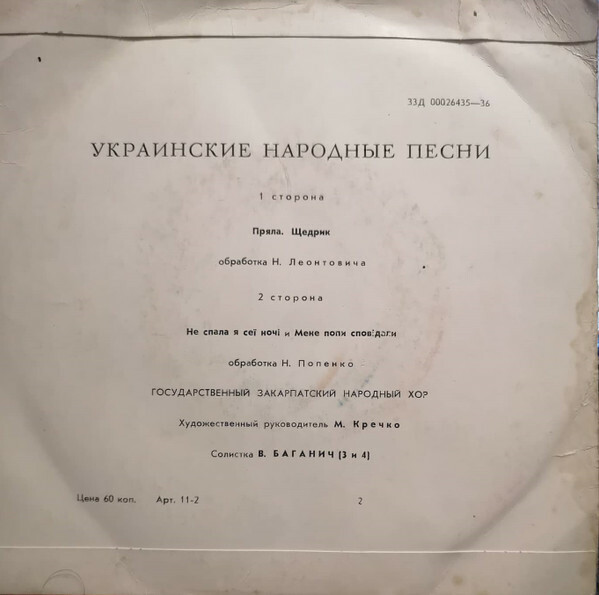 33Д 00026435—36
УКРАИНСКИЕ НАРОДНЫЕ ПЕСНИ
1 сторона
Пряла. Щедрик
обработка Н. Леонтовича
2 сторона
Не спала я сеї ночі и Мене попи сповідали
обработка Н. Попенко
ГОСУДАРСТВЕННЫЙ ЗАКАРПАТСКИЙ НАРОДНЫЙ ХОР
Художественный руководитель М. Кречко
Солистка В. БАГАНИЧ (3 и 4)
Цена 60 коп. Арт. 11-2 2